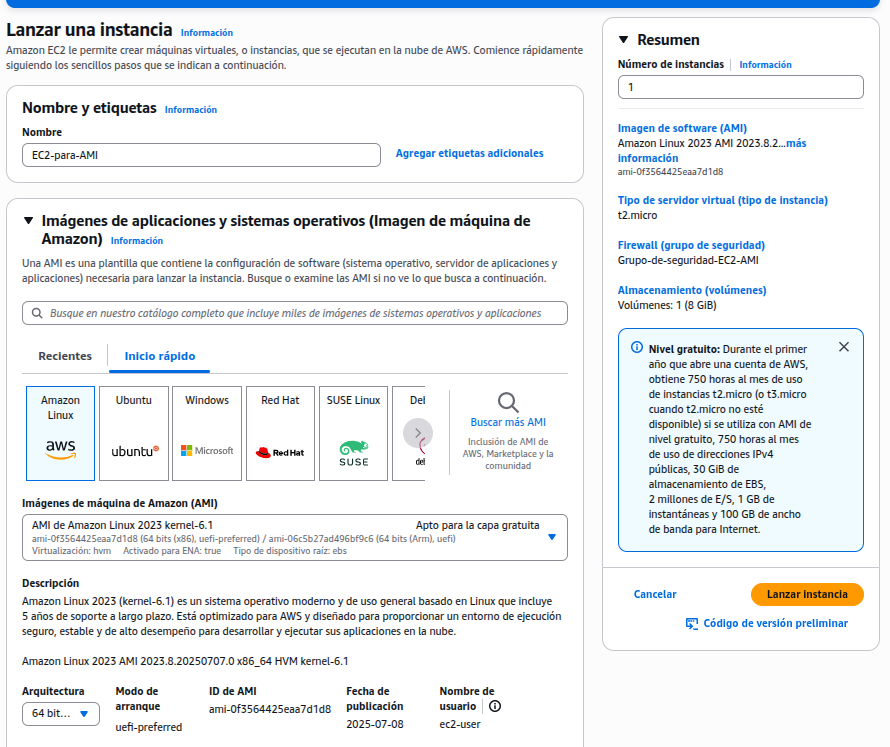 Lanzar una instancia Información
Amazon EC2 le permite crear máquinas virtuales, o instancias, que se ejecutan en la nube de AWS. Comience rápidamente
siguiendo los sencillos pasos que se indican a continuación.
Nombre y etiquetas Información
Nombre
EC2-para-AMI
Agregar etiquetas adicionales
Imágenes de aplicaciones y sistemas operativos (Imagen de máquina de
Amazon) Información
Una AMI es una plantilla que contiene la configuración de software (sistema operativo, servidor de aplicaciones y
aplicaciones) necesaria para lanzar la instancia. Busque o examine las AMI si no ve lo que busca a continuación.
Busque en nuestro catálogo completo que incluye miles de imágenes de sistemas operativos y aplicaciones
Recientes
Inicio rápido
Amazon
Linux
aws
Ubuntu
ubuntu
Windows
Microsoft
Red Hat
Red Hat
SUSE Linux
SUSE
Del
del
Buscar más AMI
Inclusión de AMI de
AWS, Marketplace y la
comunidad
Imágenes de máquina de Amazon (AMI)
AMI de Amazon Linux 2023 kernel-6.1
Apto para la capa gratuita
ami-0f3564425eaa7d1d8 (64 bits (x86), uefi-preferred) / ami-06c5b27ad496bf9c6 (64 bits (Arm), uefi)
Virtualización: hvm Activado para ENA: true Tipo de dispositivo raíz: ebs
Descripción
Amazon Linux 2023 (kernel-6.1) es un sistema operativo moderno y de uso general basado en Linux que incluye
5 años de soporte a largo plazo. Está optimizado para AWS y diseñado para proporcionar un entorno de ejecución
seguro, estable y de alto desempeño para desarrollar y ejecutar sus aplicaciones en la nube.
Amazon Linux 2023 AMI 2023.8.20250707.0 x86_64 HVM kernel-6.1
Arquitectura
64 bit...
Modo de
arranque
uefi-preferred
ID de AMI
ami-0f3564425eaa7d1d8
Fecha de
publicación
2025-07-08
Nombre de
usuario
ec2-user
Resumen
Número de instancias Información
1
Imagen de software (AMI)
Amazon Linux 2023 AMI 2023.8.2...más
información
ami-0f3564425eaa7d1d8
Tipo de servidor virtual (tipo de instancia)
t2.micro
Firewall (grupo de seguridad)
Grupo-de-seguridad-EC2-AMI
Almacenamiento (volúmenes)
Volúmenes: 1 (8 GiB)
Nivel gratuito: Durante el primer
año que abre una cuenta de AWS,
obtiene 750 horas al mes de uso
de instancias t2.micro (o t3.micro
cuando t2.micro no esté
disponible) si se utiliza con AMI de
nivel gratuito, 750 horas al mes
de uso de direcciones IPv4
públicas, 30 GiB de
almacenamiento de EBS,
2 millones de E/S, 1 GB de
instantáneas y 100 GB de ancho
de banda para Internet.
Cancelar
Lanzar instancia
Código de versión preliminar